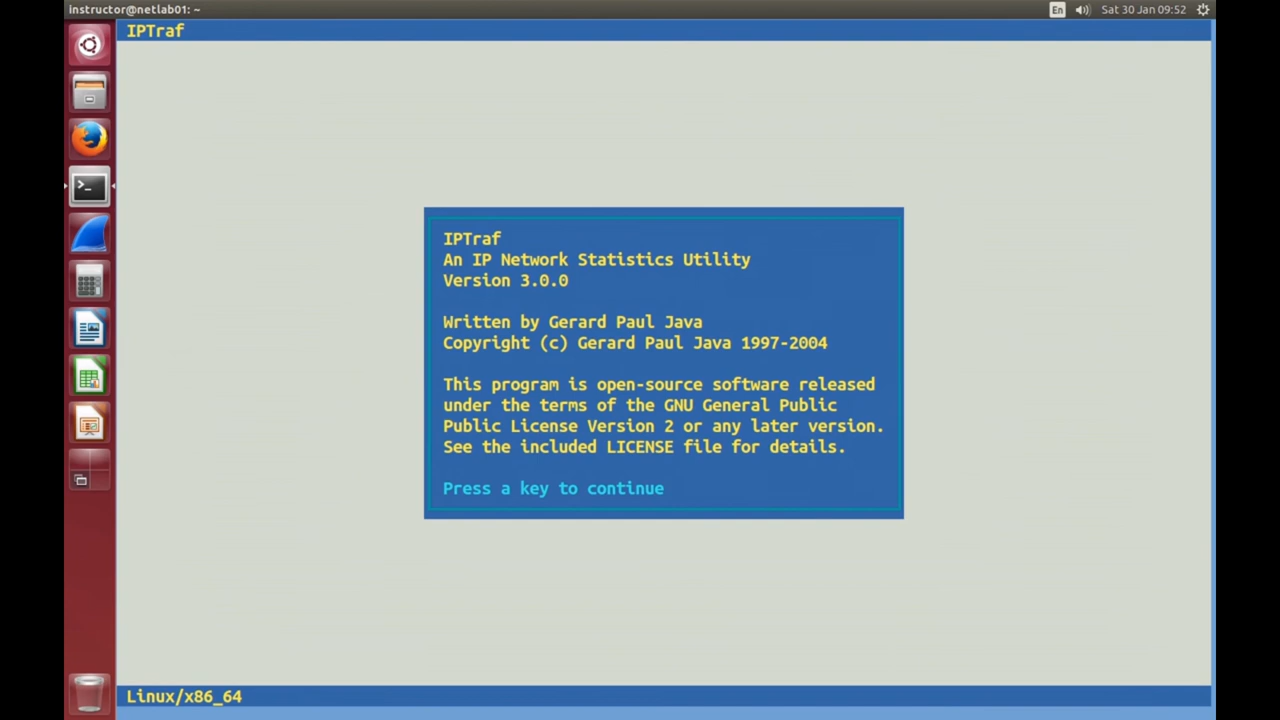 instructor@netlab01: ~
En
Sat 30 Jan 09:52
IPTraf
IPTraf
An IP Network Statistics Utility
Version 3.0.0
Written by Gerard Paul Java
Copyright (c) Gerard Paul Java 1997-2004
This program is open-source software released
under the terms of the GNU General Public
Public License Version 2 or any later version.
See the included LICENSE file for details.
Press a key to continue
Linux/x86_64